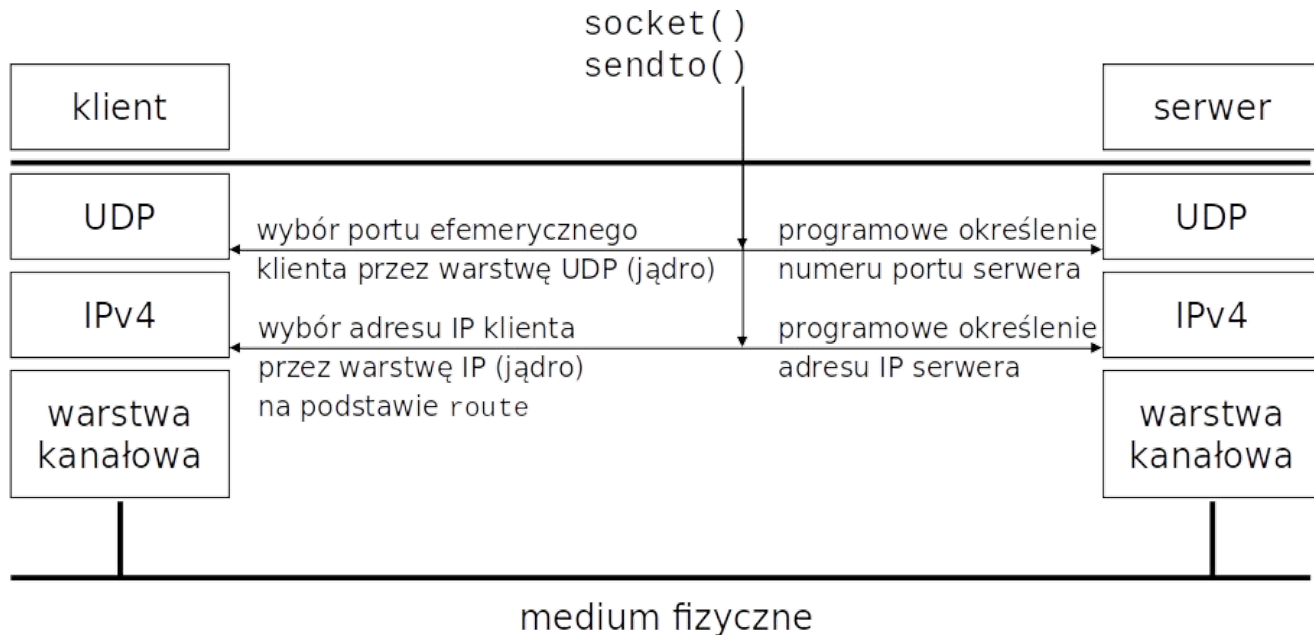 socket()
sendto()
klient
serwer
UDP
wybór portu efemerycznego
klienta przez warstwę UDP (jądro)
programowe określenie
numeru portu serwera
UDP
IPv4
wybór adresu IP klienta
przez warstwę IP (jądro)
na podstawie route
programowe określenie
adresu IP serwera
IPv4
warstwa
kanałowa
warstwa
kanałowa
medium fizyczne